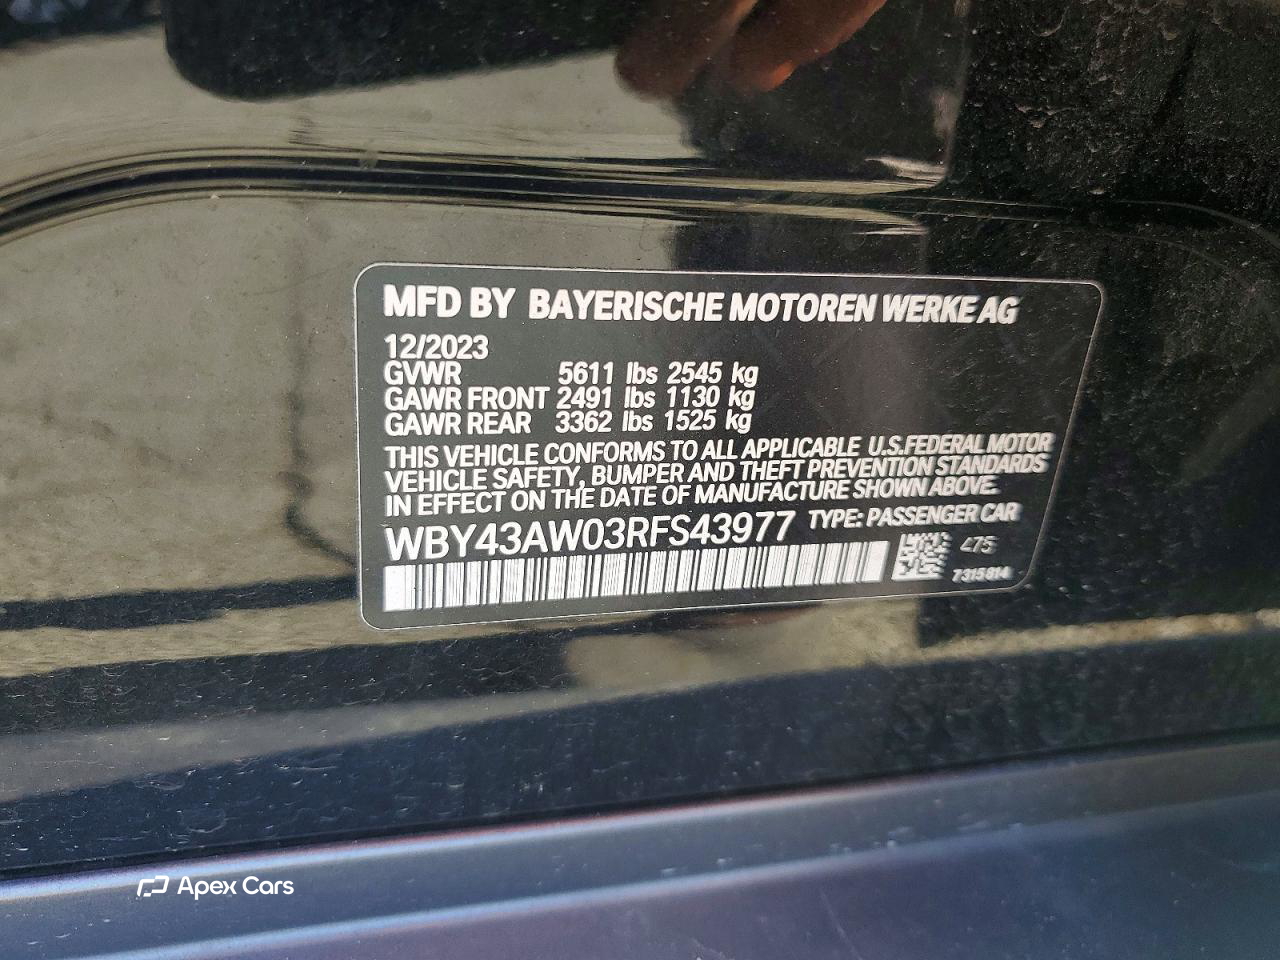 MFD BY BAYERISCHE MOTOREN WERKE AG
12/2023
GVWR 5611 lbs 2545 kg
GAWR FRONT 2491 lbs 1130 kg
GAWR REAR 3362 lbs 1525 kg
THIS VEHICLE CONFORMS TO ALL APPLICABLE U.S.FEDERAL MOTOR
VEHICLE SAFETY, BUMPER AND THEFT PREVENTION STANDARDS
IN EFFECT ON THE DATE OF MANUFACTURE SHOWN ABOVE.
WBY43AW03RFS43977 TYPE: PASSENGER CAR
475
7315814
Apex Cars